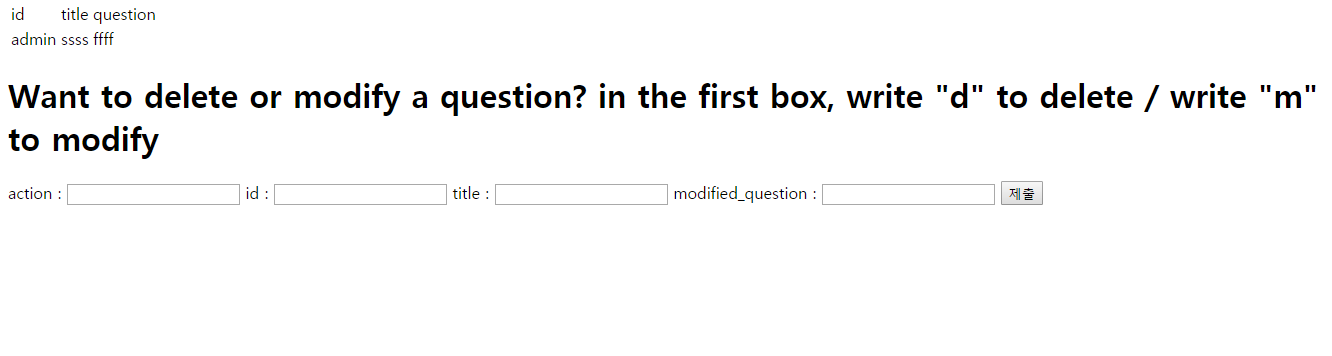 id title question
admin ssss ffff
Want to delete or modify a question? in the first box, write "d" to delete / write "m"
to modify
action : id : title : modified_question : 제출